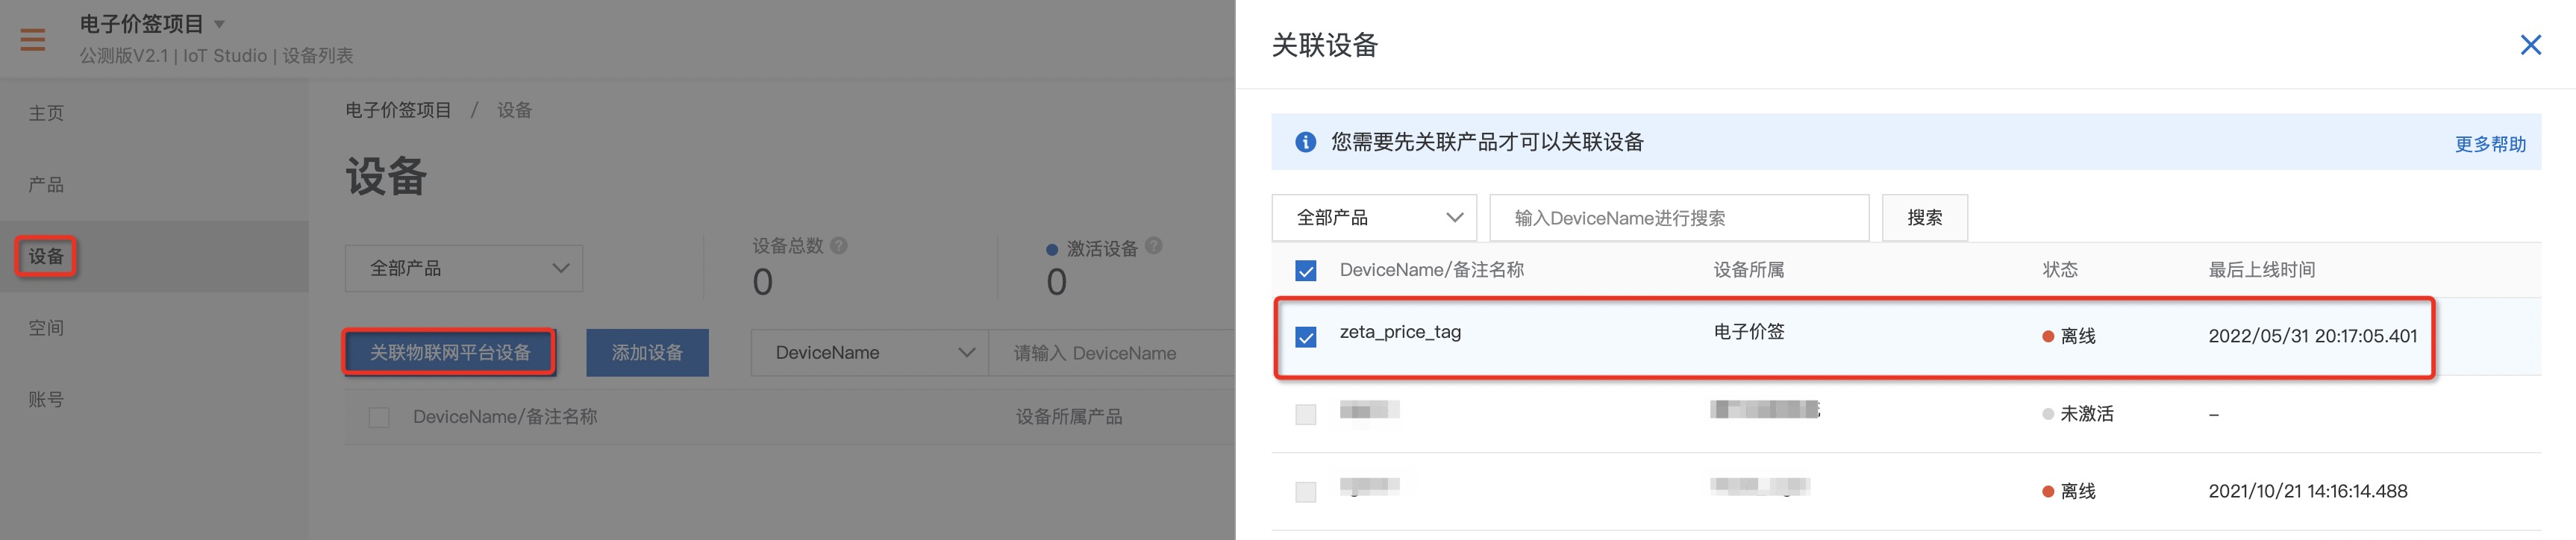 电子价签项目
公测版V2.1 | IoT Studio | 设备列表
主页
产品
设备
空间
账号
电子价签项目 / 设备
设备
全部产品
设备总数
0
激活设备
0
关联物联网平台设备
添加设备
DeviceName
请输入 DeviceName
DeviceName/备注名称
设备所属产品
关联设备
您需要先关联产品才可以关联设备
更多帮助
全部产品
输入DeviceName进行搜索
搜索
DeviceName/备注名称 设备所属 状态 最后上线时间
zeta_price_tag 电子价签 离线 2022/05/31 20:17:05.401
未激活 –
离线 2021/10/21 14:16:14.488